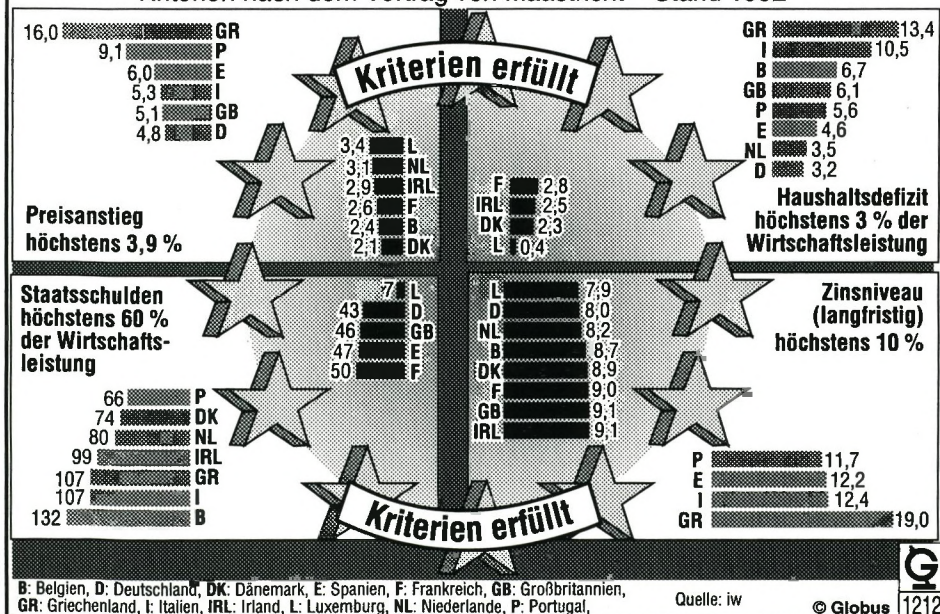 Kriterien nach dem Vertrag von Maastricht – Stand 1992
Kriterien erfüllt
16,0 GR
9,1 P
6,0 E
5,3 I
5,1 GB
4,8 D
Preisanstieg
höchstens 3,9 %
3,4 L
3,1 NL
2,9 IRL
2,6 F
2,4 B
2,1 DK
GR 13,4
I 10,5
B 6,7
GB 6,1
P 5,6
E 4,6
NL 3,5
D 3,2
Haushaltsdefizit
höchstens 3 % der
Wirtschaftsleistung
F 2,8
IRL 2,5
DK 2,3
L 0,4
Staatsschulden
höchstens 60 %
der Wirtschafts-
leistung
7 L
43 D
46 GB
47 E
50 F
66 P
74 DK
80 NL
99 IRL
107 GR
107 I
132 B
Zinsniveau
(langfristig)
höchstens 10 %
L 7,9
D 8,0
NL 8,2
B 8,7
DK 8,9
F 9,0
GB 9,1
IRL 9,1
P 11,7
E 12,2
I 12,4
GR 19,0
Kriterien erfüllt
B: Belgien, D: Deutschland, DK: Dänemark, E: Spanien, F: Frankreich, GB: Großbritannien,
GR: Griechenland, I: Italien, IRL: Irland, L: Luxemburg, NL: Niederlande, P: Portugal,
Quelle: iw
© Globus
G
1212